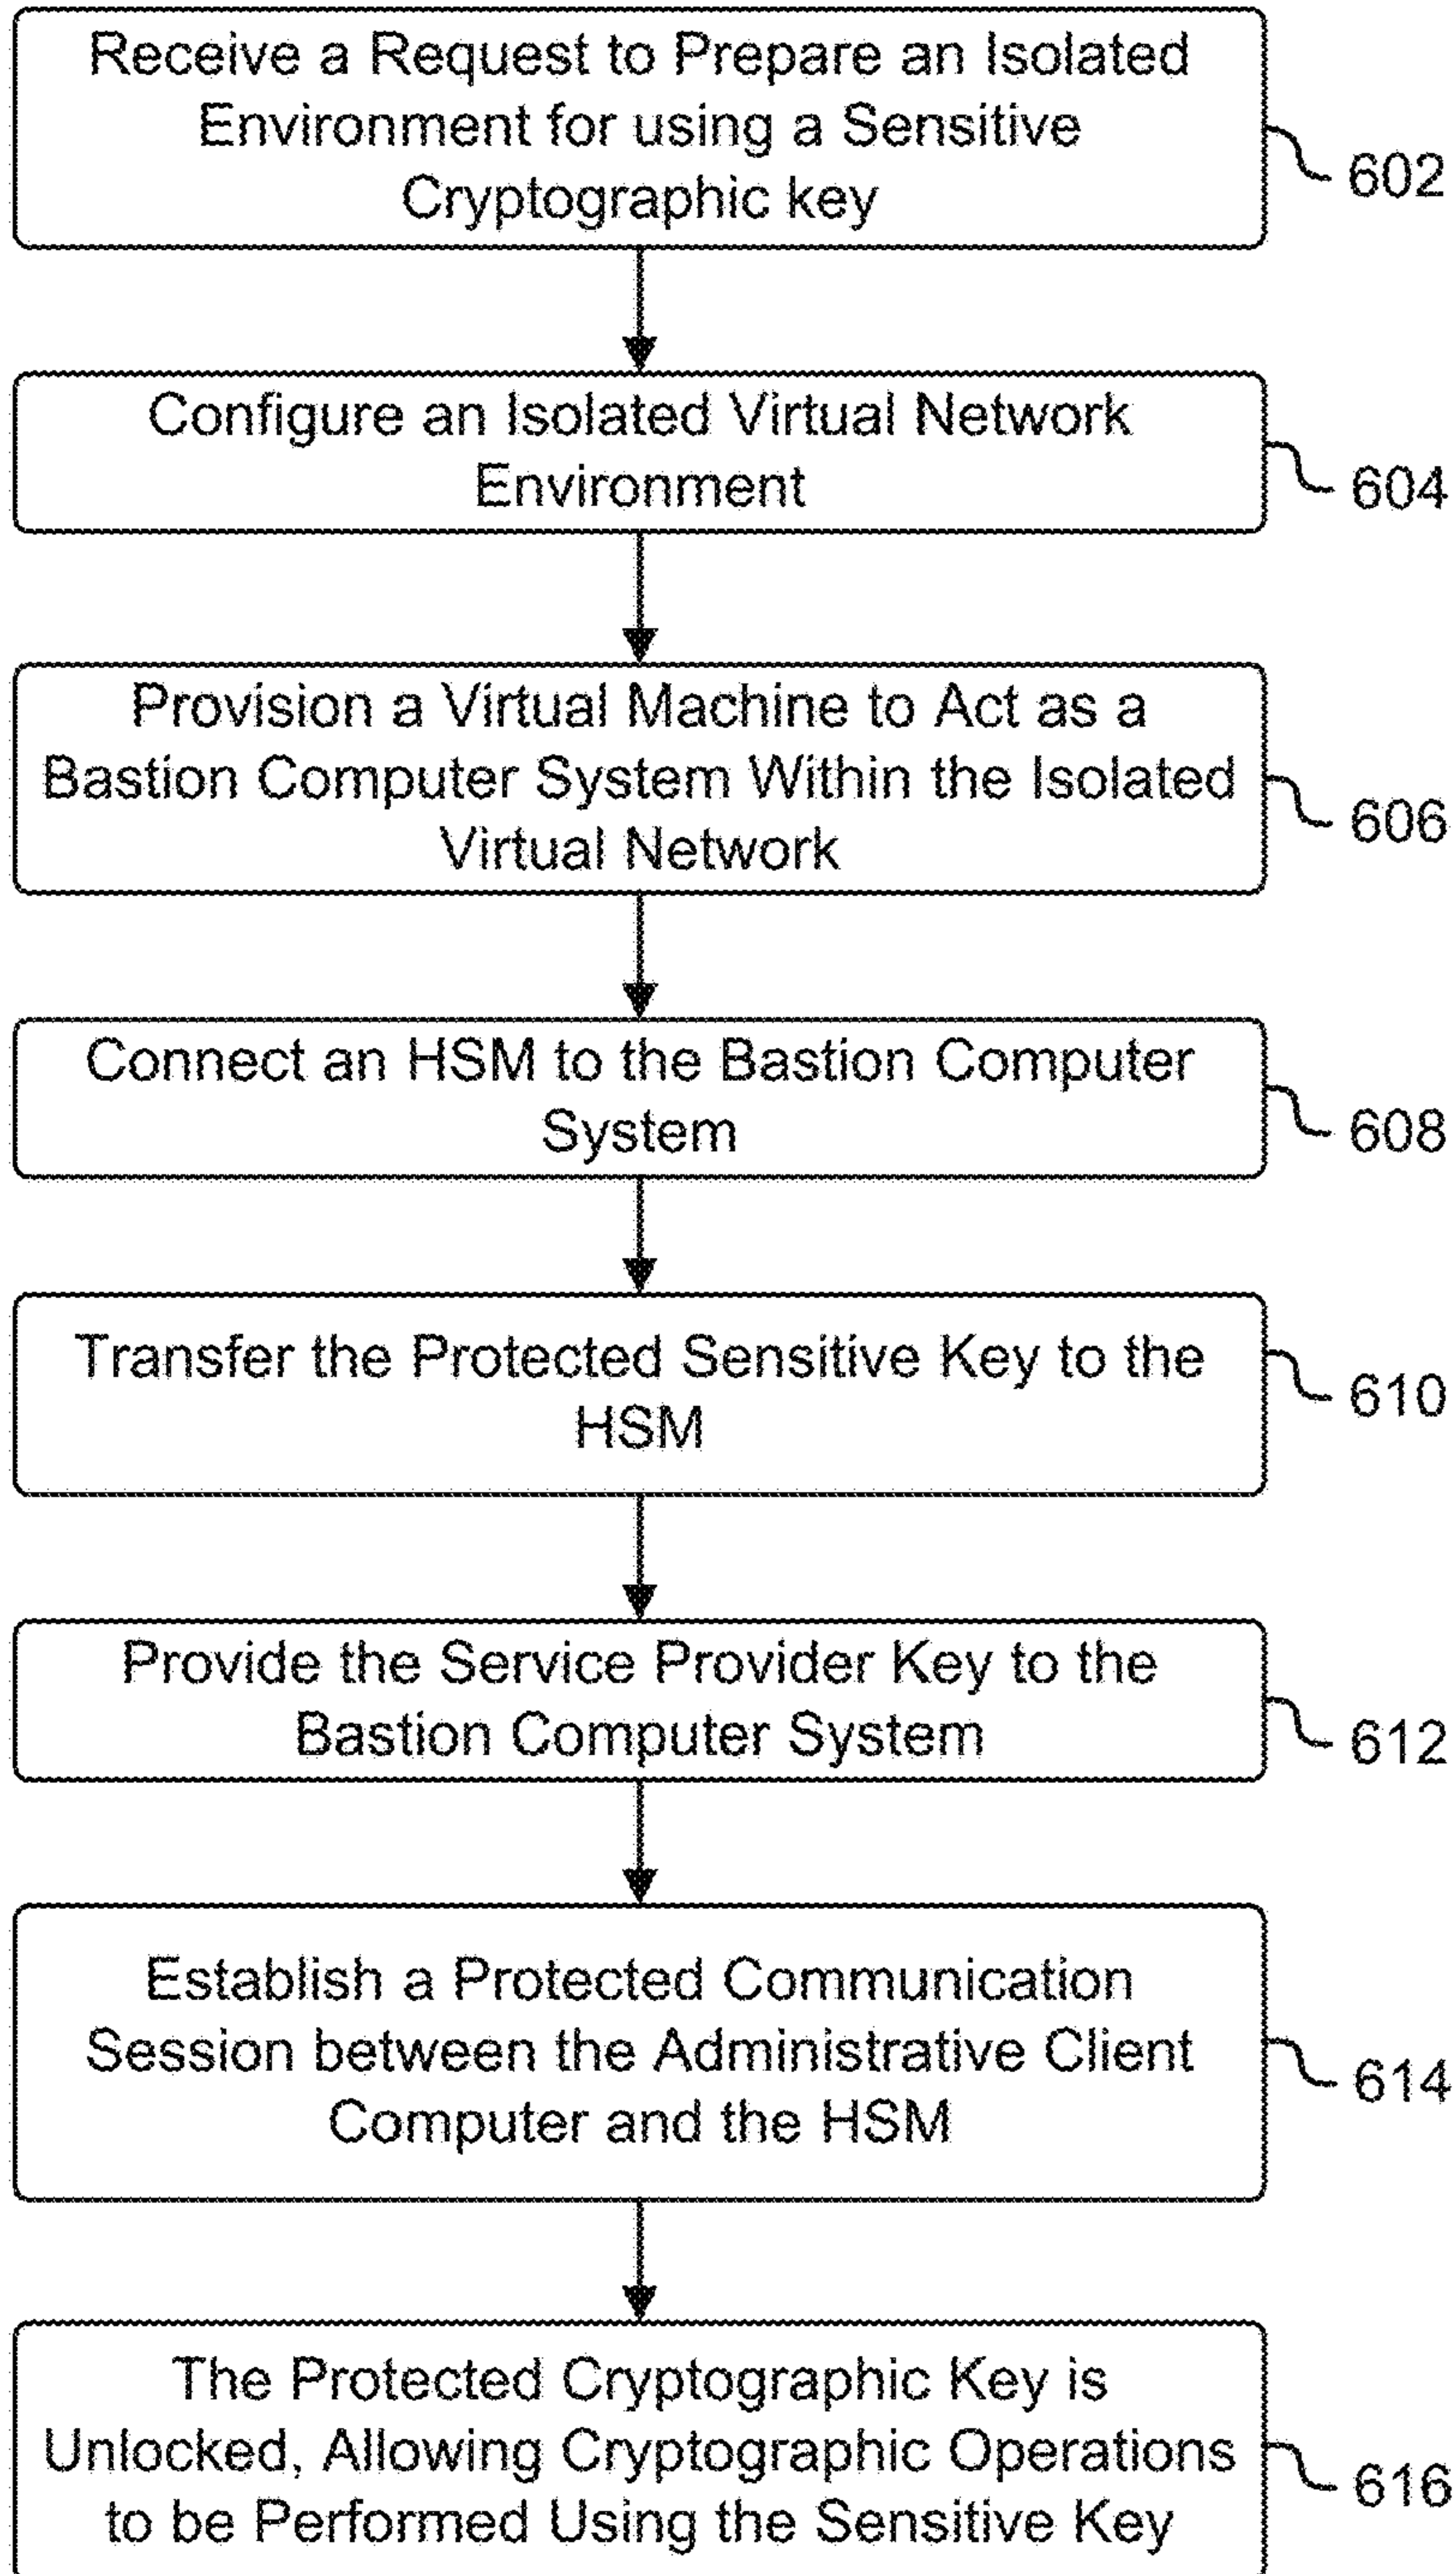 Receive a Request to Prepare an Isolated
Environment for using a Sensitive
Cryptographic key
602
Configure an Isolated Virtual Network
Environment
604
Provision a Virtual Machine to Act as a
Bastion Computer System Within the Isolated
Virtual Network
606
Connect an HSM to the Bastion Computer
System
608
Transfer the Protected Sensitive Key to the
HSM
610
Provide the Service Provider Key to the
Bastion Computer System
612
Establish a Protected Communication
Session between the Administrative Client
Computer and the HSM
614
The Protected Cryptographic Key is
Unlocked, Allowing Cryptographic Operations
to be Performed Using the Sensitive Key
616